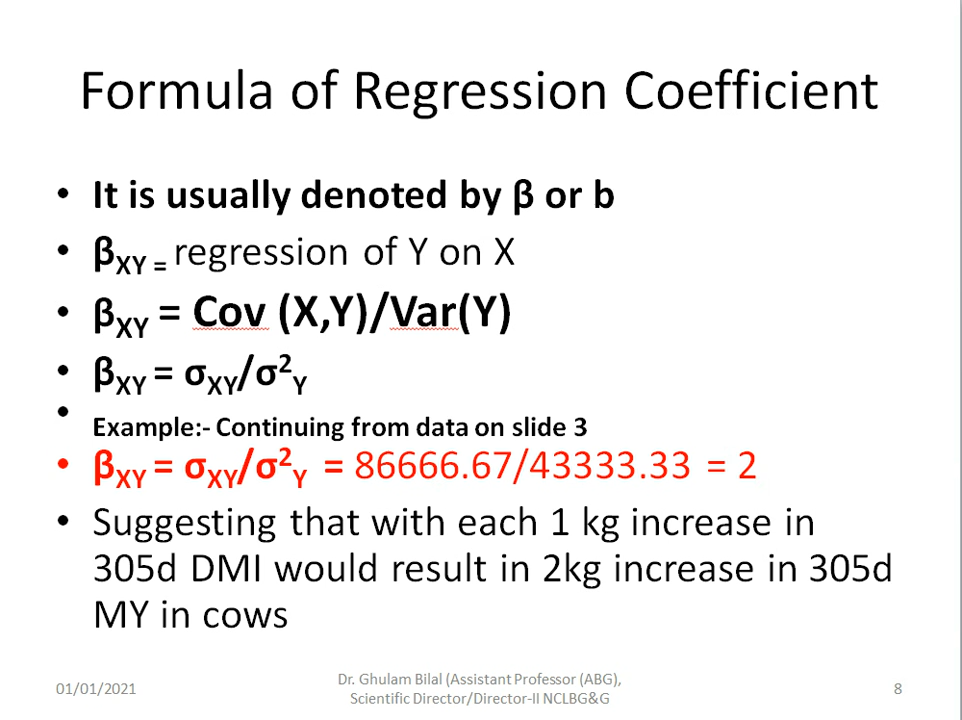 Formula of Regression Coefficient
• It is usually denoted by β or b
• βXY = regression of Y on X
• βXY = Cov (X,Y)/Var(Y)
• βXY = σXY/σ2Y
• Example:- Continuing from data on slide 3
• βXY = σXY/σ2Y = 86666.67/43333.33 = 2
• Suggesting that with each 1 kg increase in
305d DMI would result in 2kg increase in 305d
MY in cows
01/01/2021
Dr. Ghulam Bilal (Assistant Professor (ABG),
Scientific Director/Director-II NCLBG&G
8